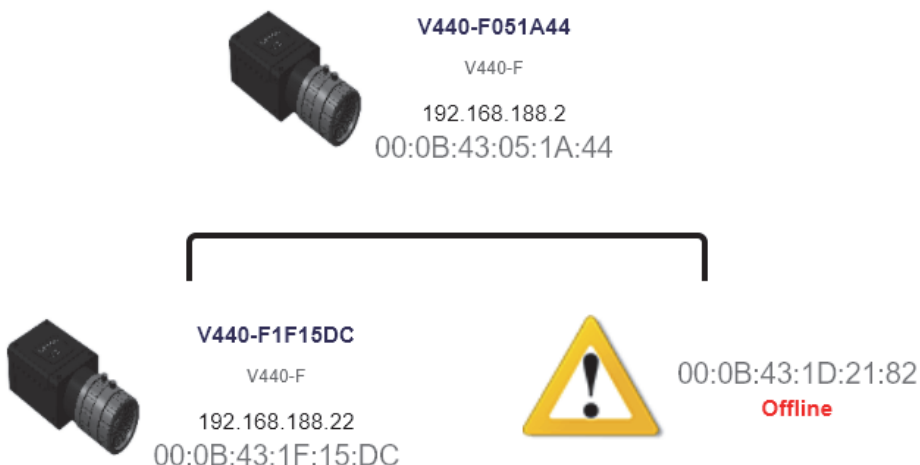 V440-F051A44
V440-F
192.168.188.2
00:0B:43:05:1A:44
V440-F1F15DC
V440-F
192.168.188.22
00:0B:43:1F:15:DC
00:0B:43:1D:21:82
Offline